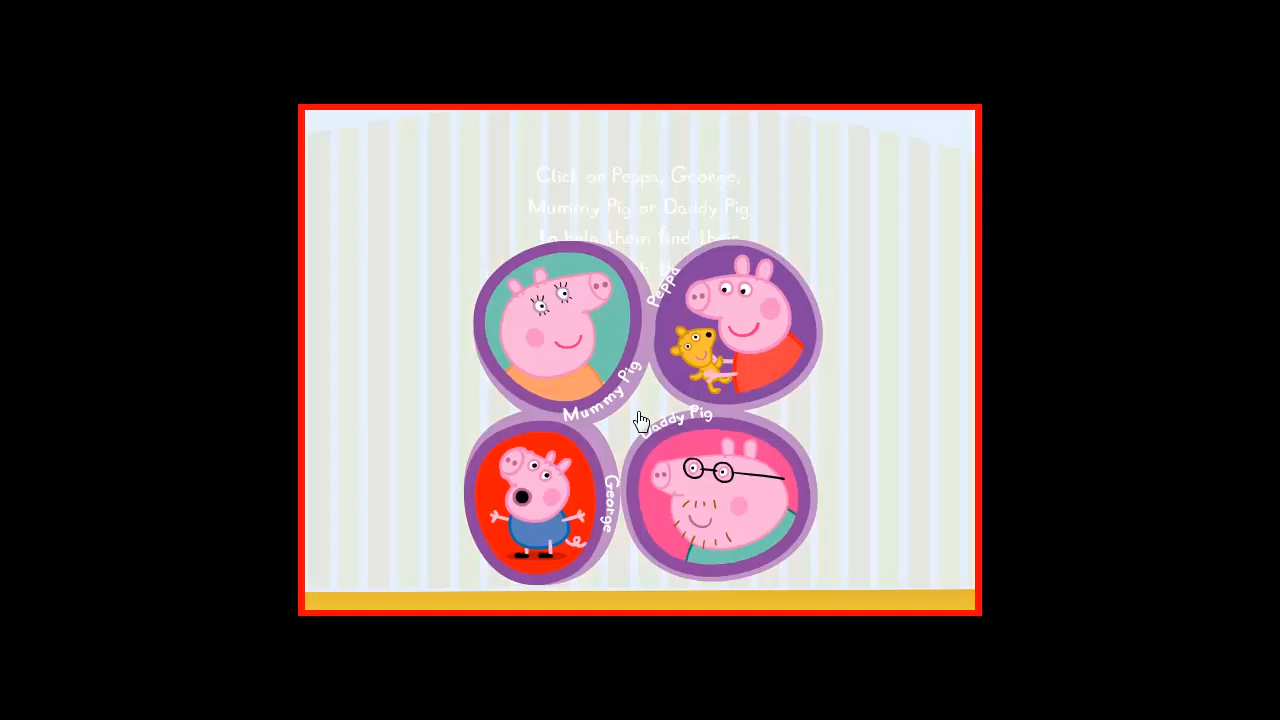 Click on Peppa, George,
Mummy Pig or Daddy Pig
to help them find their
Peppa
Mummy Pig
Daddy Pig
George